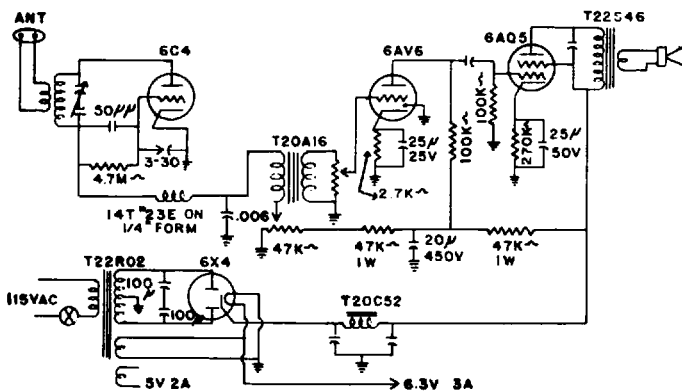 ANT
6C4
50μμ
3-30
4.7M~
14T #23E ON
1/4" FORM
.006
T20A16
6AV6
25μ
25V
2.7K~
100K~
100K~
6AQ5
270K~
25μ
50V
T22S46
47K~
47K~
1W
20μ
450V
47K~
1W
T22R02
115VAC
100
μ
100
6X4
T20C52
5V 2A
6.3V 3A